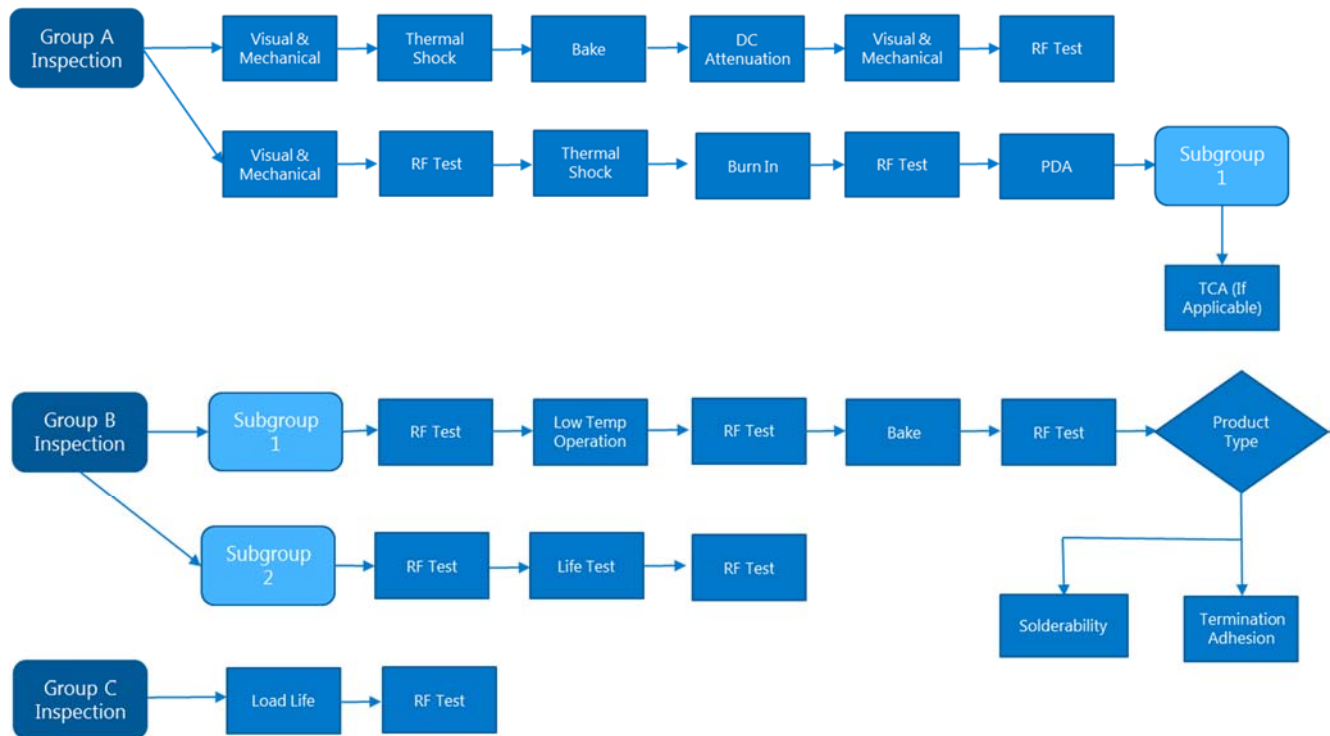 Group A
Inspection
Visual &
Mechanical
Thermal
Shock
Bake
DC
Attenuation
Visual &
Mechanical
RF Test
Visual &
Mechanical
RF Test
Thermal
Shock
Burn In
RF Test
PDA
Subgroup
1
TCA (If
Applicable)
Group B
Inspection
Subgroup
1
RF Test
Low Temp
Operation
RF Test
Bake
RF Test
Product
Type
Subgroup
2
RF Test
Life Test
RF Test
Solderability
Termination
Adhesion
Group C
Inspection
Load Life
RF Test